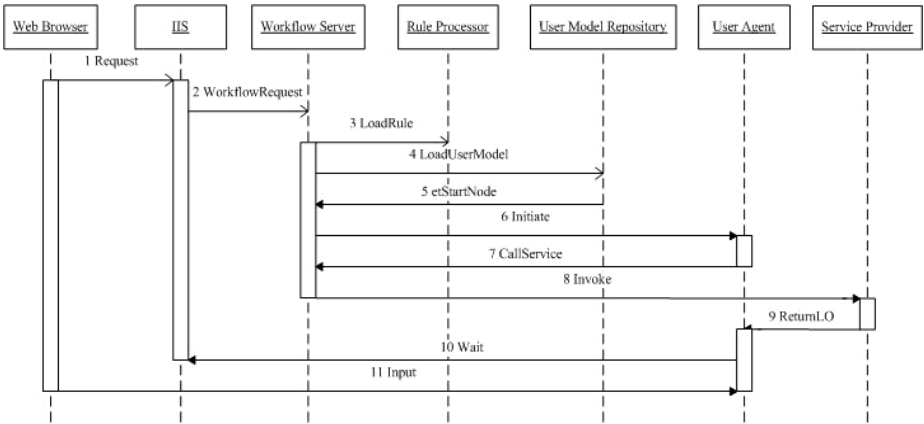 Web Browser
IIS
Workflow Server
Rule Processor
User Model Repository
User Agent
Service Provider
1 Request
2 WorkflowRequest
3 LoadRule
4 LoadUserModel
5 etStartNode
6 Initiate
7 CallService
8 Invoke
9 ReturnLO
10 Wait
11 Input